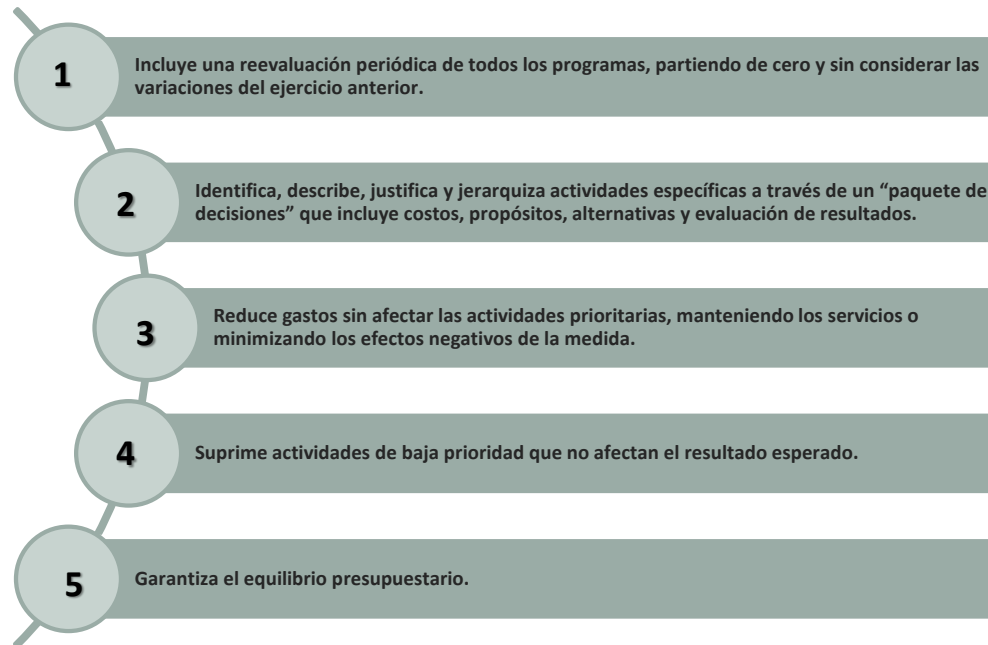 1
Incluye una reevaluación periódica de todos los programas, partiendo de cero y sin considerar las
variaciones del ejercicio anterior.
2
Identifica, describe, justifica y jerarquiza actividades específicas a través de un “paquete de
decisiones” que incluye costos, propósitos, alternativas y evaluación de resultados.
3
Reduce gastos sin afectar las actividades prioritarias, manteniendo los servicios o
minimizando los efectos negativos de la medida.
4
Suprime actividades de baja prioridad que no afectan el resultado esperado.
5
Garantiza el equilibrio presupuestario.